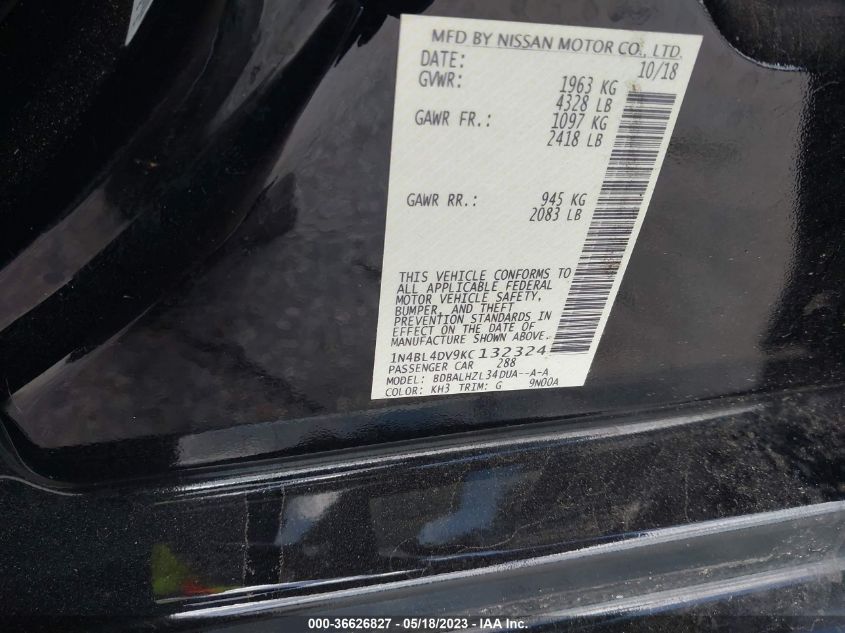 MFD BY NISSAN MOTOR CO., LTD.
DATE: 10/18
GVWR: 1963 KG
4328 LB
GAWR FR.: 1097 KG
2418 LB
GAWR RR.: 945 KG
2083 LB
THIS VEHICLE CONFORMS TO
ALL APPLICABLE FEDERAL
MOTOR VEHICLE SAFETY,
BUMPER, AND THEFT
PREVENTION STANDARDS IN
EFFECT ON THE DATE OF
MANUFACTURE SHOWN ABOVE.
1N4BL4DV9KC132324
PASSENGER CAR 288
MODEL: BDBALHZL34DUA--A-A
COLOR: KH3 TRIM: G 9N00A
000-36626827 - 05/18/2023 - Copyright © 2023 IAA, Inc.